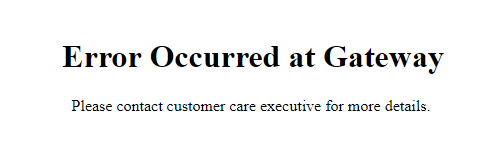 Error Occurred at Gateway
Please contact customer care executive for more details.